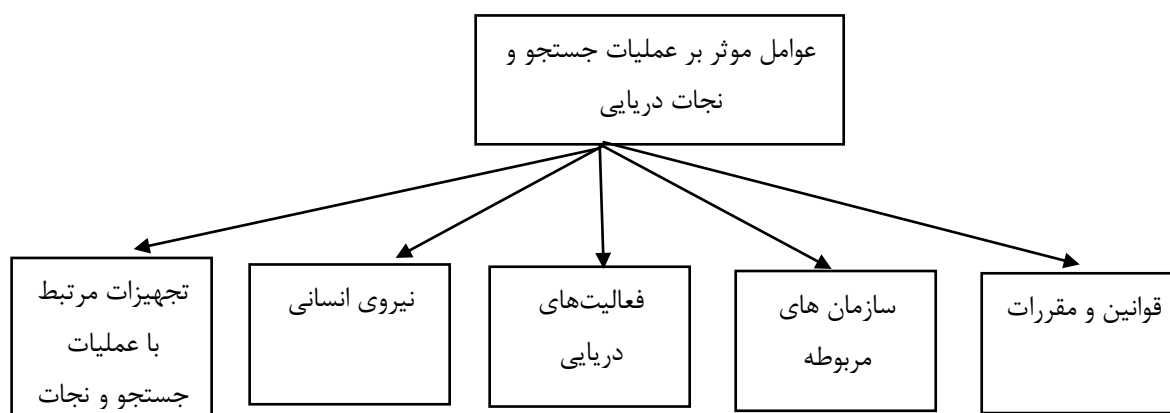 عوامل موثر بر عملیات جستجو و
نجات دریایی
قوانین و مقررات
سازمان های
مربوطه
فعالیت‌های
دریایی
نیروی انسانی
تجهیزات مرتبط
با عملیات
جستجو و نجات